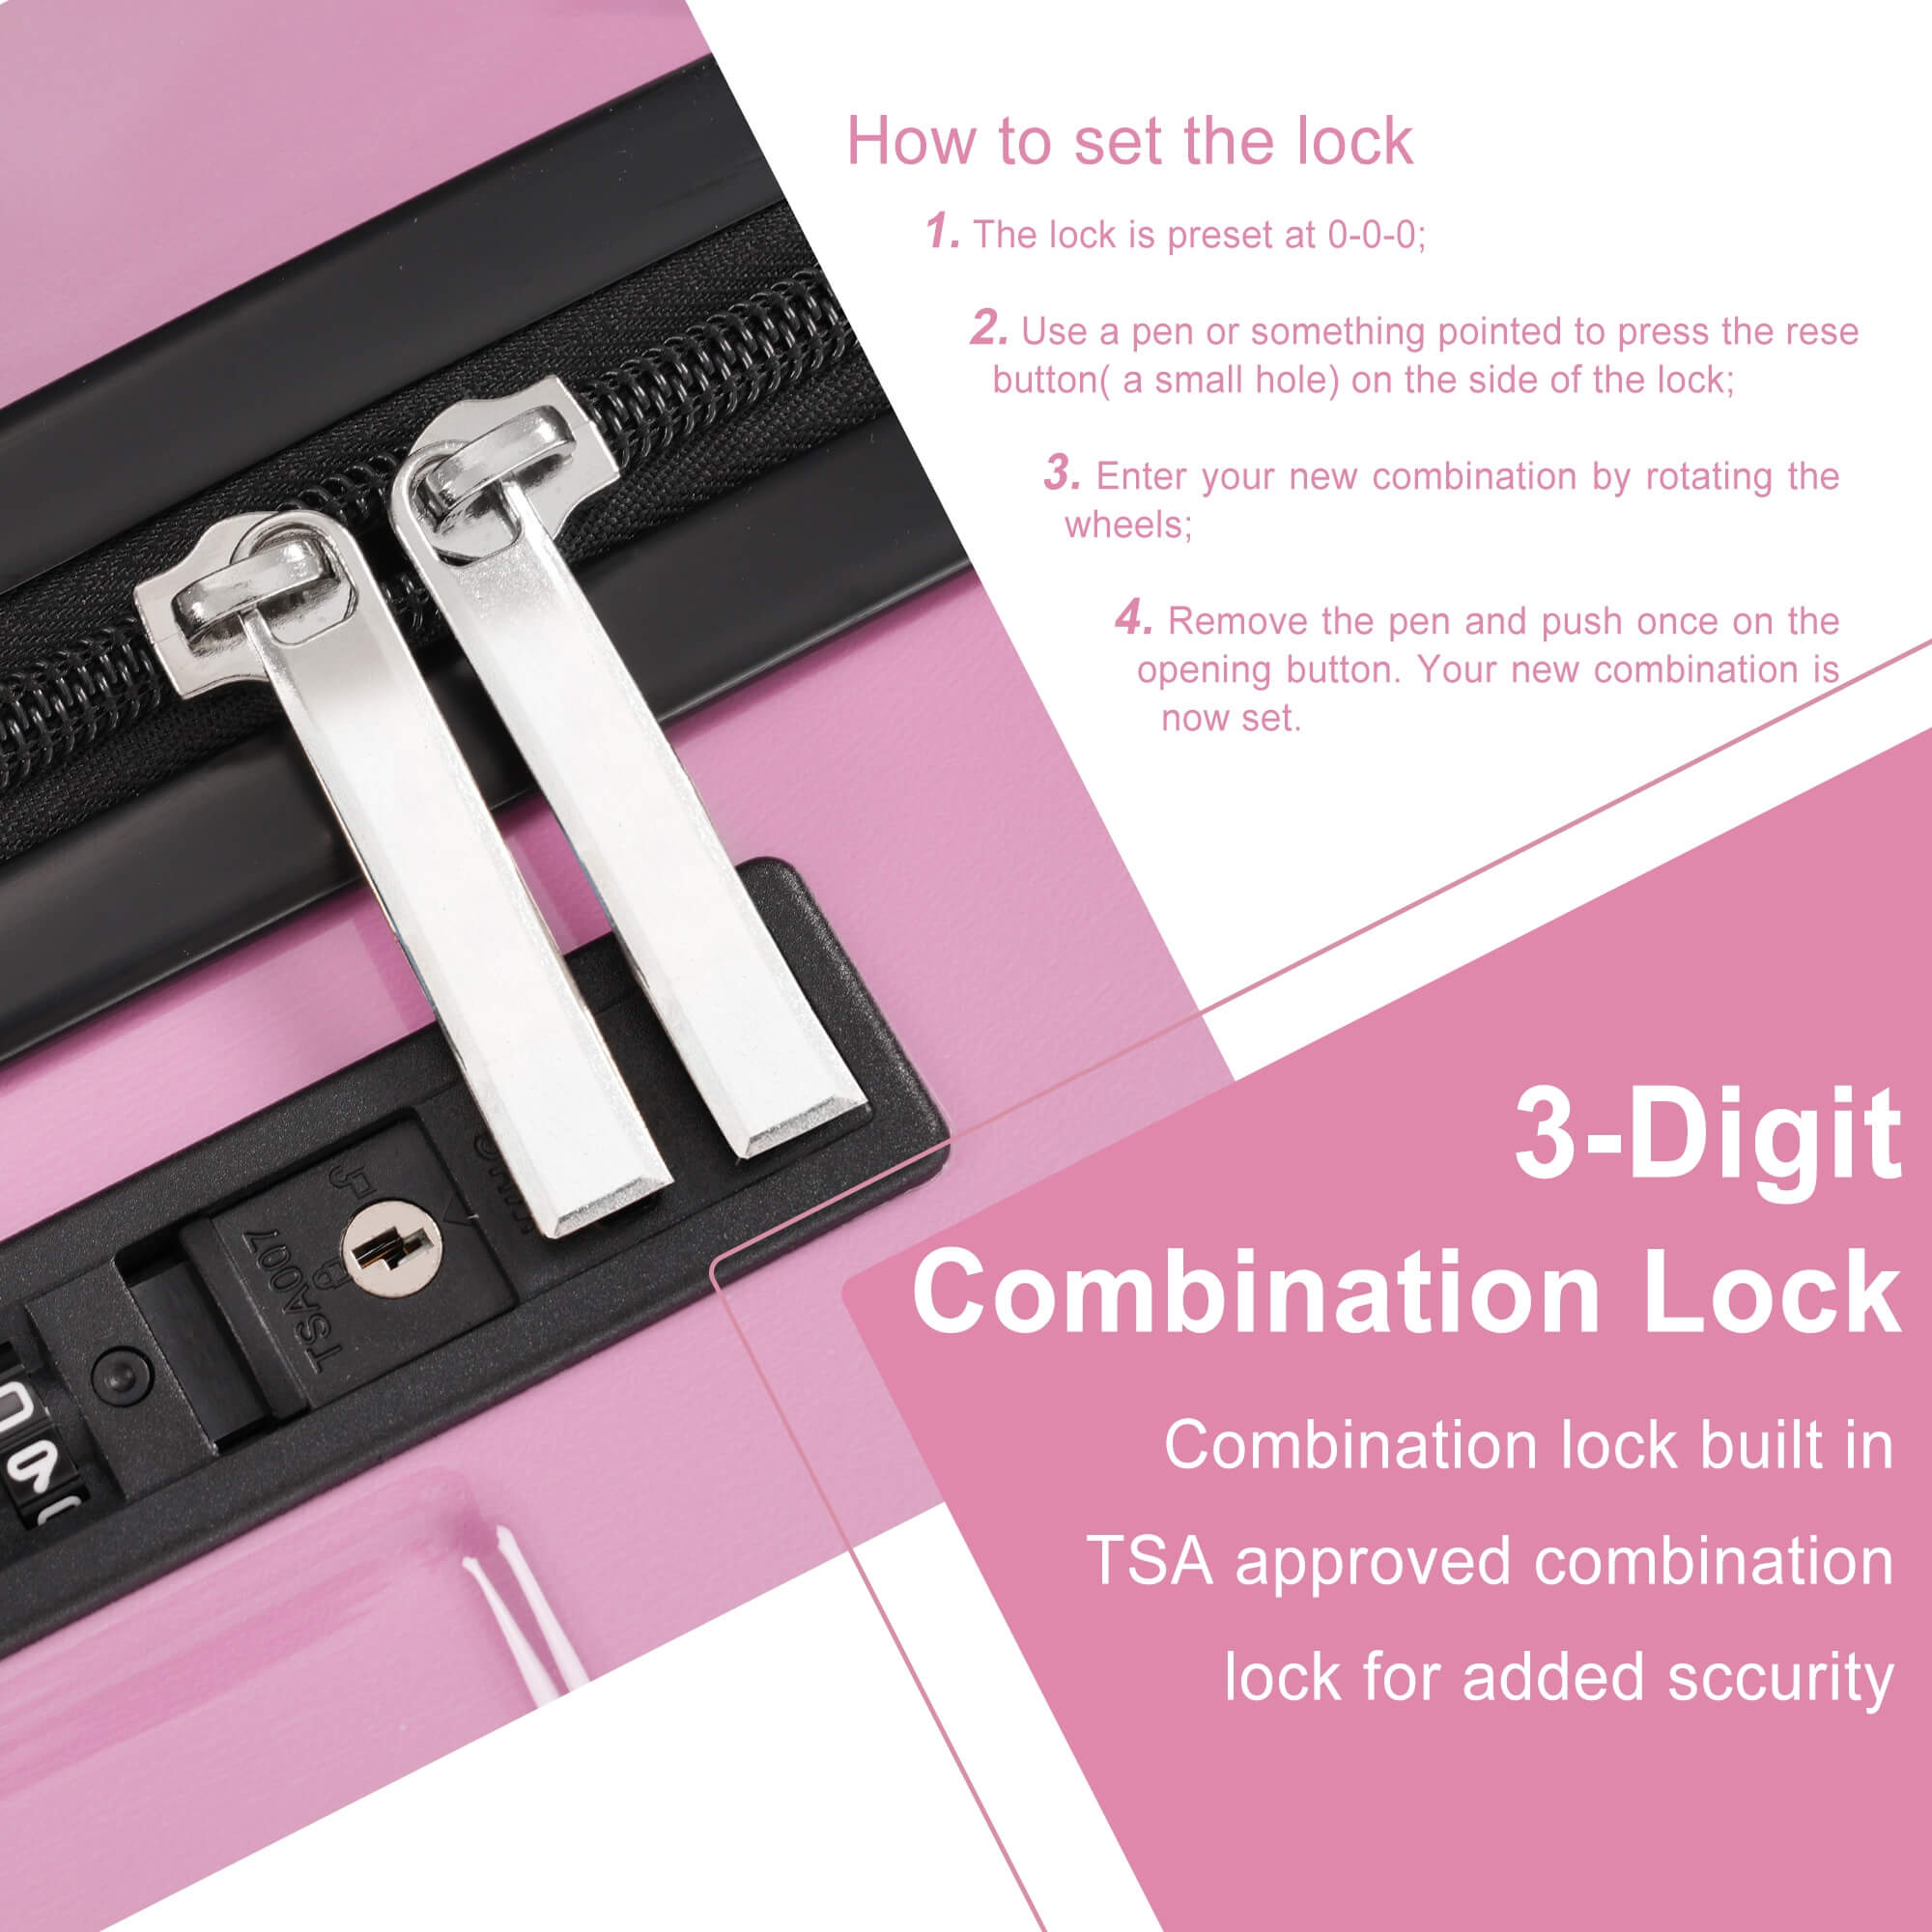 How to set the lock
1. The lock is preset at 0-0-0;
2. Use a pen or something pointed to press the rese
button( a small hole) on the side of the lock;
3. Enter your new combination by rotating the
wheels;
4. Remove the pen and push once on the
opening button. Your new combination is
now set.
TSA007
3-Digit
Combination Lock
Combination lock built in
TSA approved combination
lock for added sccurity